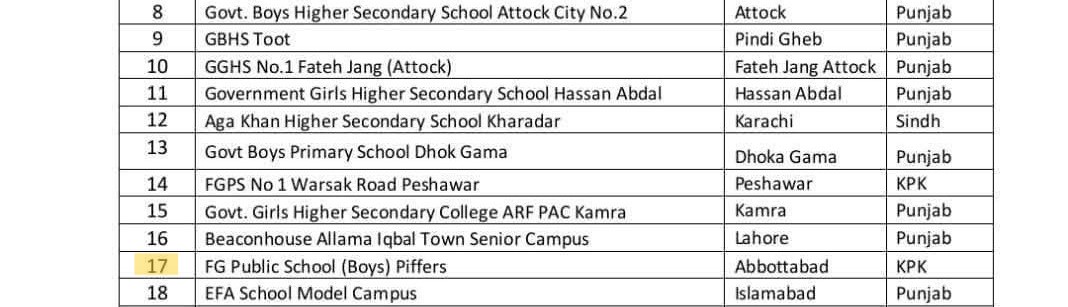 8 Govt. Boys Higher Secondary School Attock City No.2 Attock Punjab
9 GBHS Toot Pindi Gheb Punjab
10 GGHS No.1 Fateh Jang (Attock) Fateh Jang Attock Punjab
11 Government Girls Higher Secondary School Hassan Abdal Hassan Abdal Punjab
12 Aga Khan Higher Secondary School Kharadar Karachi Sindh
13 Govt Boys Primary School Dhok Gama Dhoka Gama Punjab
14 FGPS No 1 Warsak Road Peshawar Peshawar KPK
15 Govt. Girls Higher Secondary College ARF PAC Kamra Kamra Punjab
16 Beaconhouse Allama Iqbal Town Senior Campus Lahore Punjab
17 FG Public School (Boys) Piffers Abbottabad KPK
18 EFA School Model Campus Islamabad Punjab